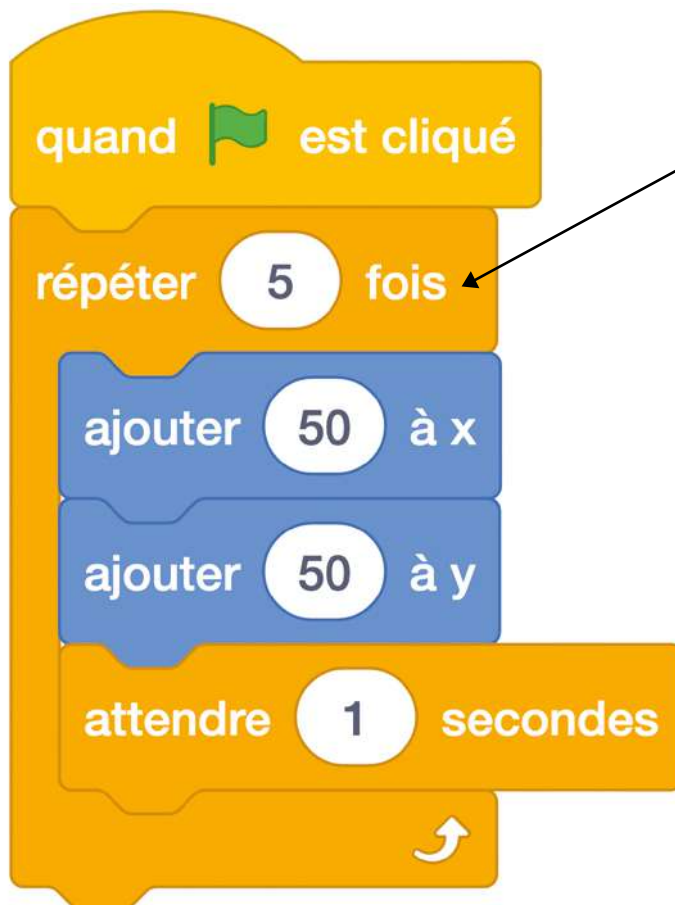 quand est cliqué
répéter 5 fois
ajouter 50 à x
ajouter 50 à y
attendre 1 secondes